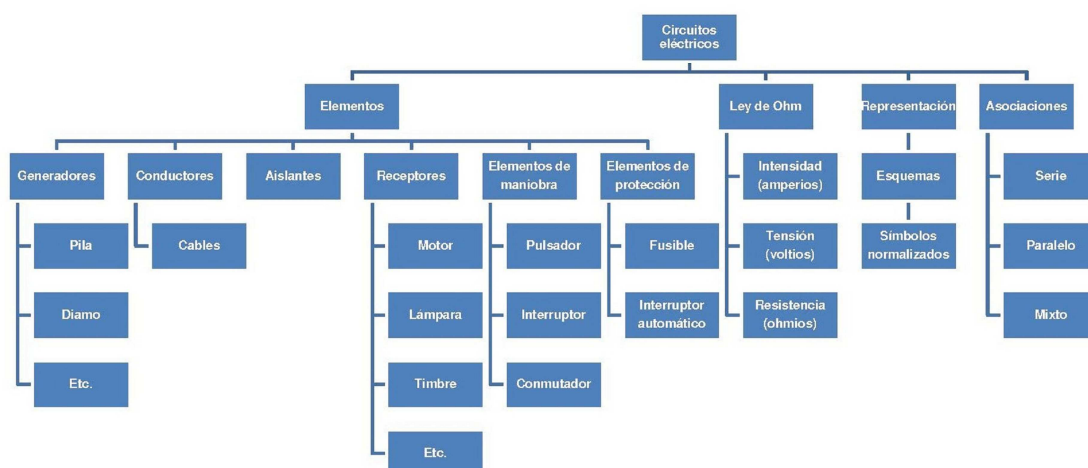 Circuitos
eléctricos
Elementos
Ley de Ohm
Representación
Asociaciones
Generadores
Conductores
Aislantes
Receptores
Elementos de
maniobra
Elementos de
protección
Intensidad
(amperios)
Esquemas
Serie
Pila
Cables
Motor
Pulsador
Fusible
Tensión
(voltios)
Símbolos
normalizados
Paralelo
Diamo
Lámpara
Interruptor
Interruptor
automático
Resistencia
(ohmios)
Mixto
Etc.
Timbre
Conmutador
Etc.